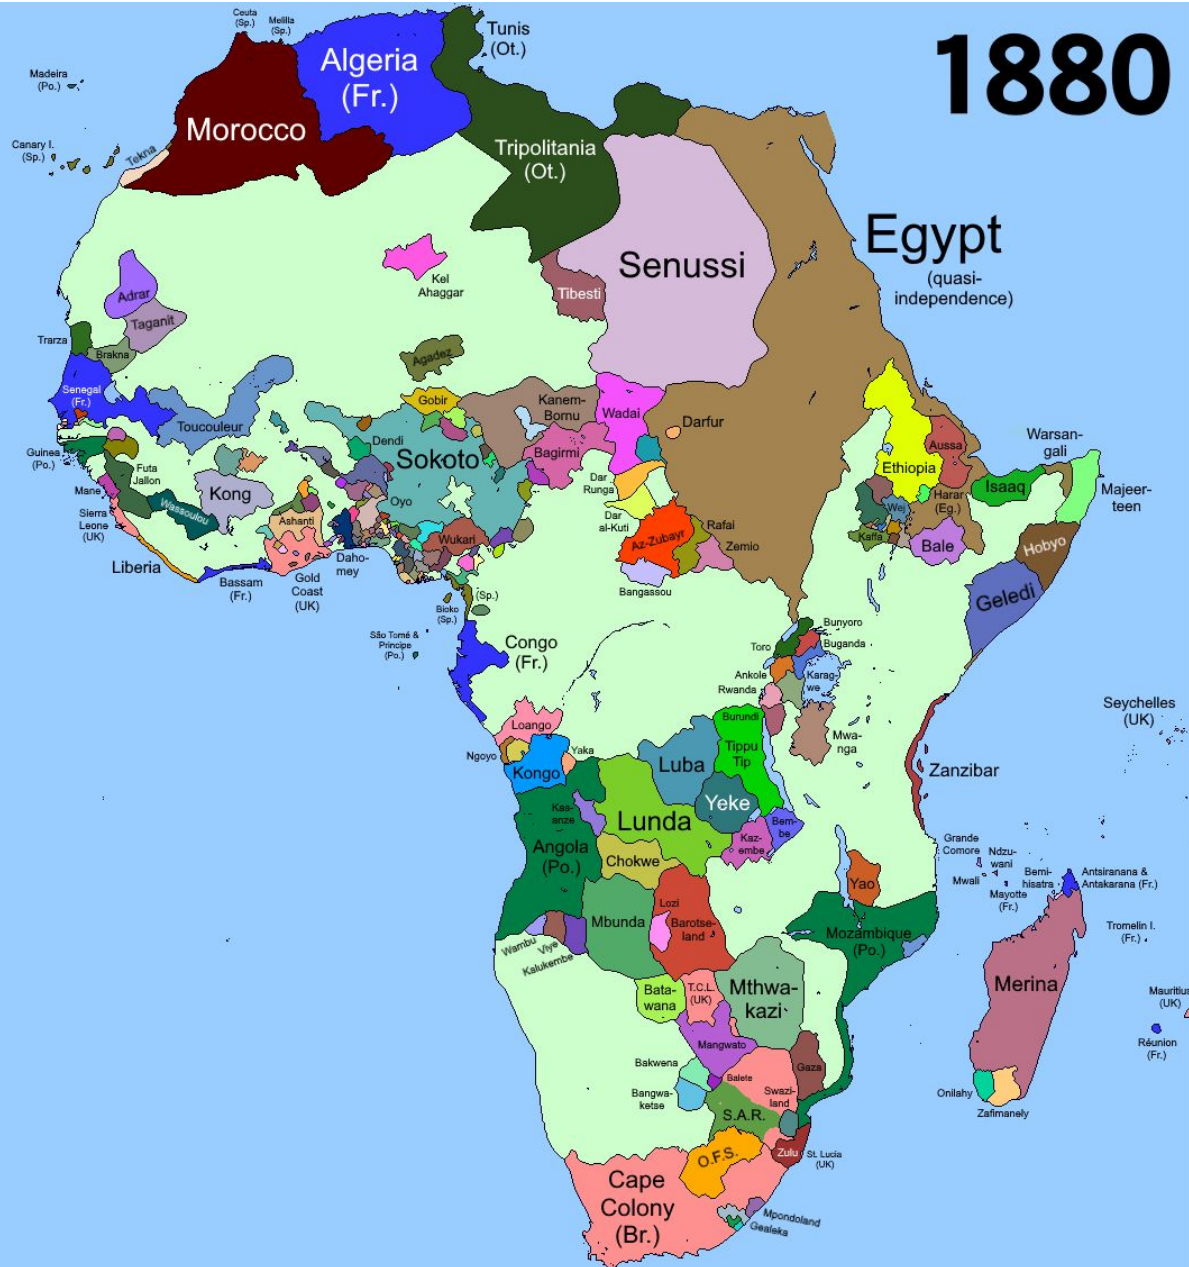 1880
Ceuta
(Sp.)
Melilla
(Sp.)
Tunis
(Ot.)
Madeira
(Po.)
Algeria
(Fr.)
Morocco
Canary I.
(Sp.)
Tekna
Tripolitania
(Ot.)
Egypt
(quasi-
independence)
Senussi
Kel
Ahaggar
Tibesti
Adrar
Taganit
Trarza
Brakna
Agadez
Senegal
(Fr.)
Gobir
Kanem-
Bornu
Wadai
Darfur
Toucouleur
Dendi
Sokoto
Bagirmi
Aussa
Warsan-
gali
Ethiopia
Guinea
(Po.)
Futa
Jallon
Dar
Runga
Harar
(Eg.)
Isaaq
Majeer-
teen
Mane
Kong
Oyo
Wej
Sierra
Leone
(UK)
Wassoulou
Ashanti
Dar
al-Kuti
Rafai
Kaffa
Wukari
Az-Zubayr
Zemio
Bale
Hobyo
Liberia
Daho-
mey
Bassam
(Fr.)
Gold
Coast
(UK)
Bangassou
Geledi
(Sp.)
Bioko
(Sp.)
São Tomé &
Principe
(Po.)
Congo
(Fr.)
Bunyoro
Toro
Buganda
Ankole
Karag-
we
Rwanda
Seychelles
(UK)
Loango
Burundi
Mwa-
nga
Ngoyo
Yaka
Tippu
Tip
Kongo
Luba
Zanzibar
Yeke
Kas-
anze
Lunda
Bem-
be
Kaz-
embe
Angola
(Po.)
Chokwe
Grande
Comore
Ndzu-
wani
Mwali
Bemi-
hisatra
Mayotte
(Fr.)
Antsiranana &
Antakarana (Fr.)
Yao
Lozi
Mbunda
Barotse-
land
Mozambique
(Po.)
Tromelin I.
(Fr.)
Wambu
Viye
Kalukembe
Merina
Bata-
wana
T.C.L.
(UK)
Mthwa-
kazi
Mauritius
(UK)
Mangwato
Réunion
(Fr.)
Bakwena
Gaza
Balete
Bangwa-
ketse
Swazi-
land
Onilahy
Zafimanely
S.A.R.
O.F.S.
Zulu
St. Lucia
(UK)
Cape
Colony
(Br.)
Mpondoland
Gcaleka